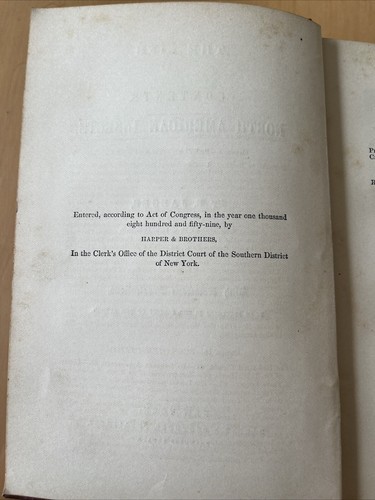 Entered, according to Act of Congress, in the year one thousand
eight hundred and fifty-nine, by
HARPER & BROTHERS,
In the Clerk's Office of the District Court of the Southern District
of New York.